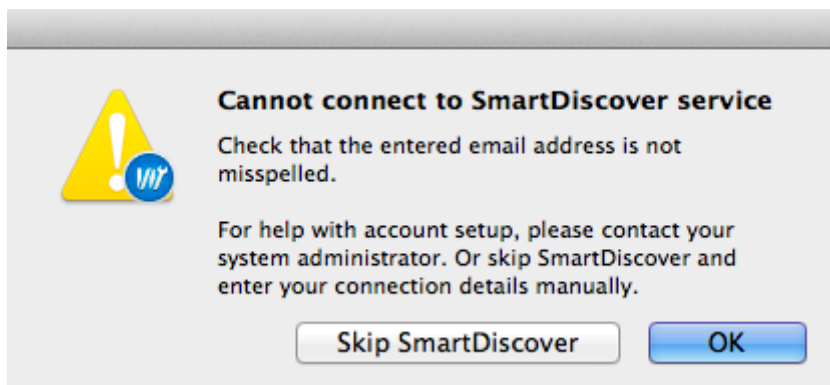 Cannot connect to SmartDiscover service
Check that the entered email address is not
misspelled.
For help with account setup, please contact your
system administrator. Or skip SmartDiscover and
enter your connection details manually.
Skip SmartDiscover
OK